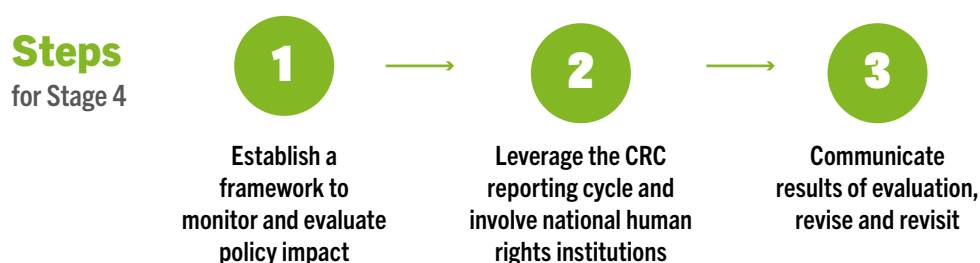 Steps
for Stage 4
1
2
3
Establish a
framework to
monitor and evaluate
policy impact
Leverage the CRC
reporting cycle and
involve national human
rights institutions
Communicate
results of evaluation,
revise and revisit